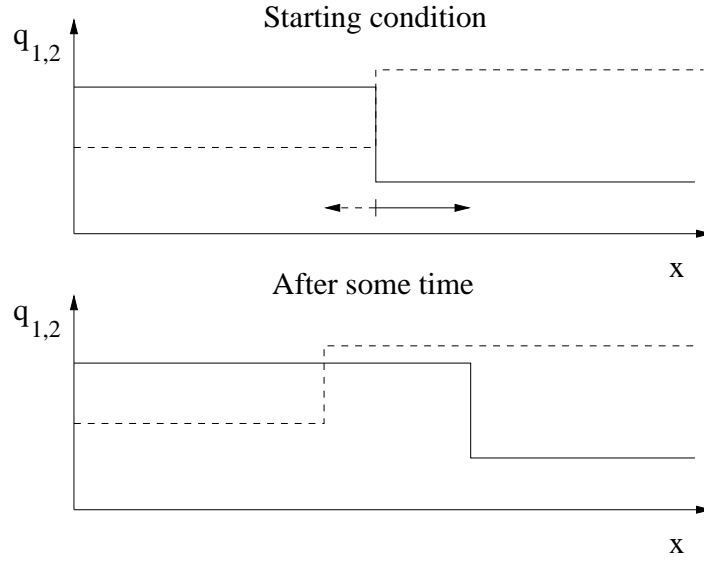 Starting condition
q1,2
x
After some time
q1,2
x